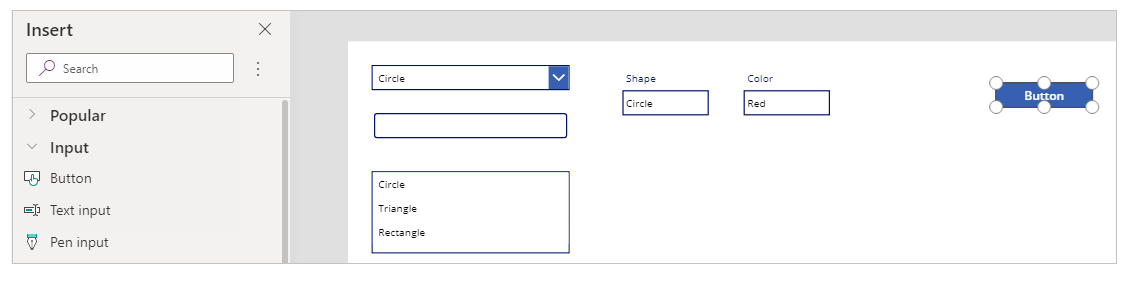 Insert
Search
Popular
Input
Button
Text input
Pen input
Circle
Circle
Triangle
Rectangle
Shape
Color
Circle
Red
Button